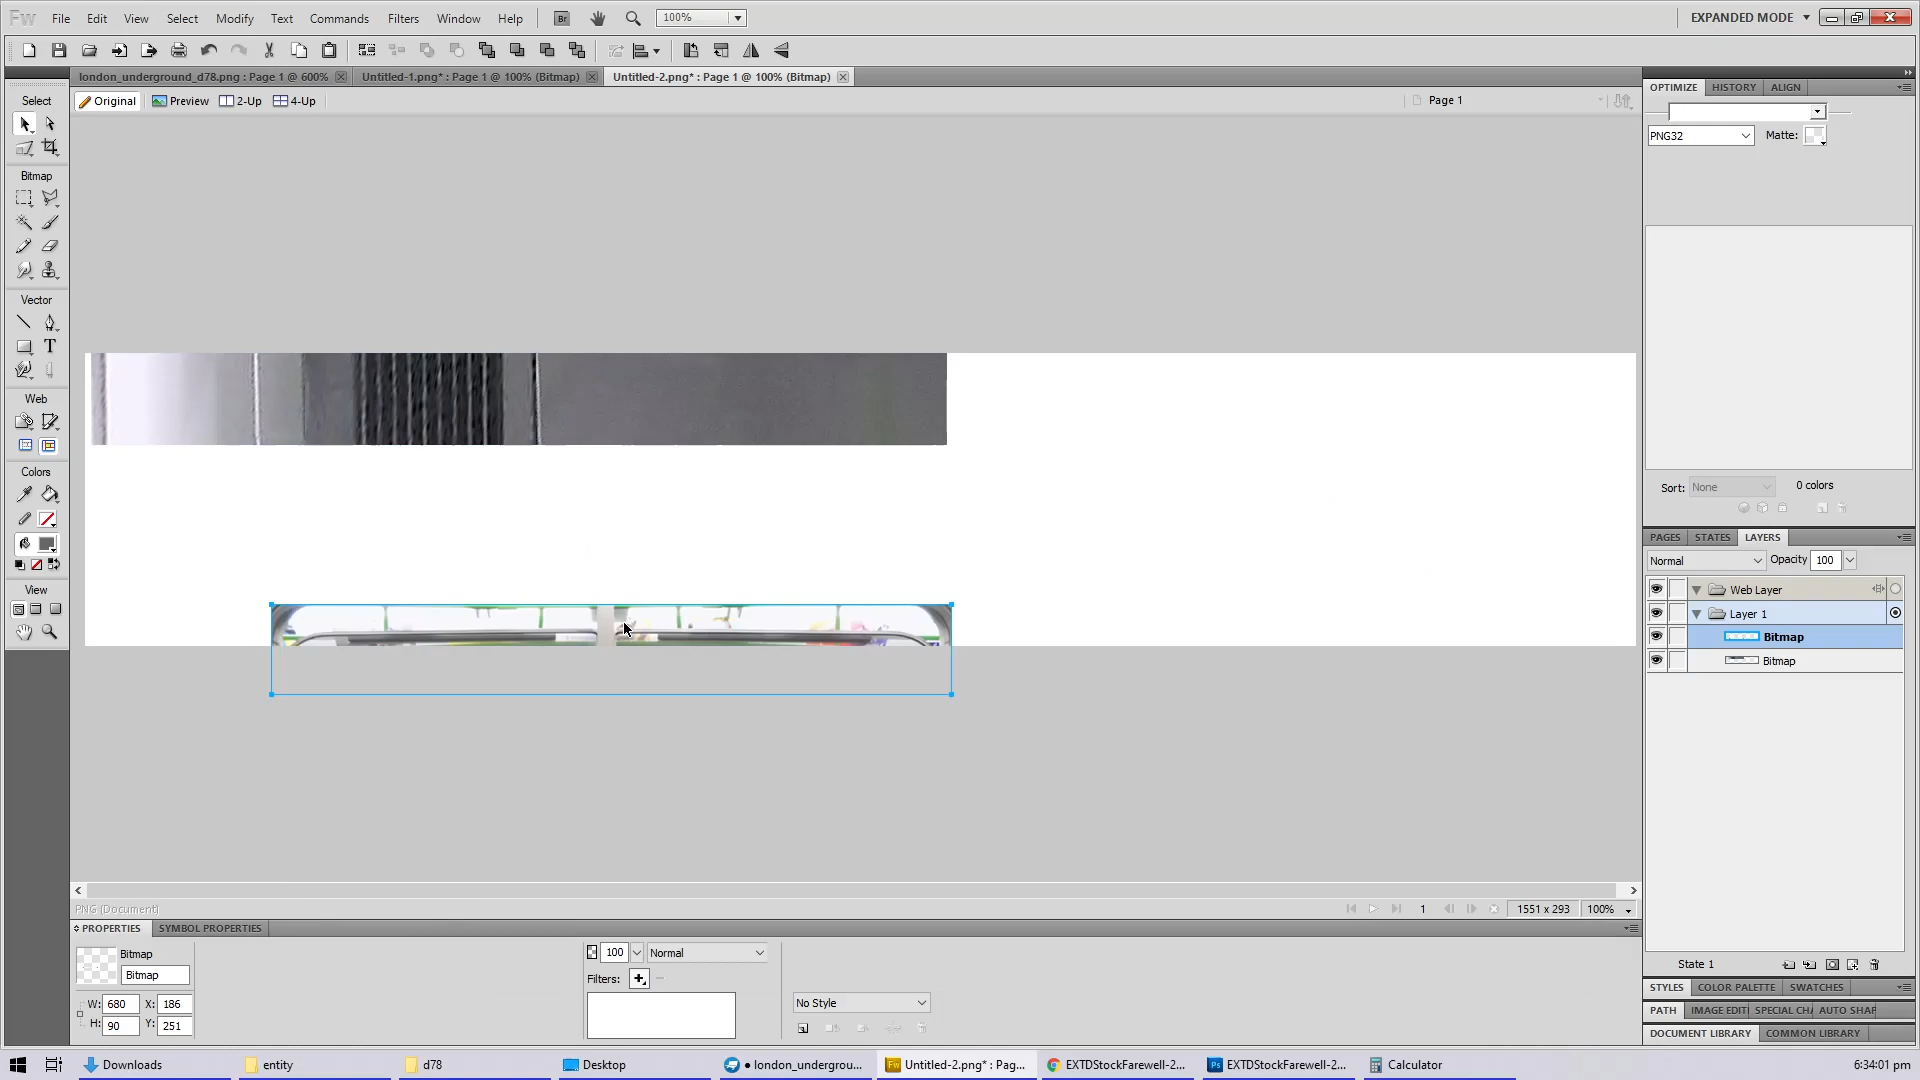 Fw File Edit View Select Modify Text Commands Filters Window Help Br 100% EXPANDED MODE
london_underground_d78.png : Page 1 @ 600% Untitled-1.png* : Page 1 @ 100% (Bitmap) Untitled-2.png* : Page 1 @ 100% (Bitmap)
Original Preview 2-Up 4-Up Page 1
Select
Bitmap
Vector
T
Web
Colors
View
OPTIMIZE HISTORY ALIGN
PNG32 Matte:
Sort: None 0 colors
PAGES STATES LAYERS
Normal Opacity 100
Web Layer
Layer 1
Bitmap
Bitmap
State 1
STYLES COLOR PALETTE SWATCHES
PATH IMAGE EDITI SPECIAL CHA AUTO SHAP
DOCUMENT LIBRARY COMMON LIBRARY
PNG (Document) 1 1551 x 293 100%
PROPERTIES SYMBOL PROPERTIES
Bitmap
Bitmap
W: 680 X: 186
H: 90 Y: 251
100 Normal
Filters:
No Style
Downloads entity d78 Desktop • london_undergrou... Untitled-2.png* : Pag... EXTDStockFarewell-2... Ps EXTDStockFarewell-2... Calculator 6:34:01 pm